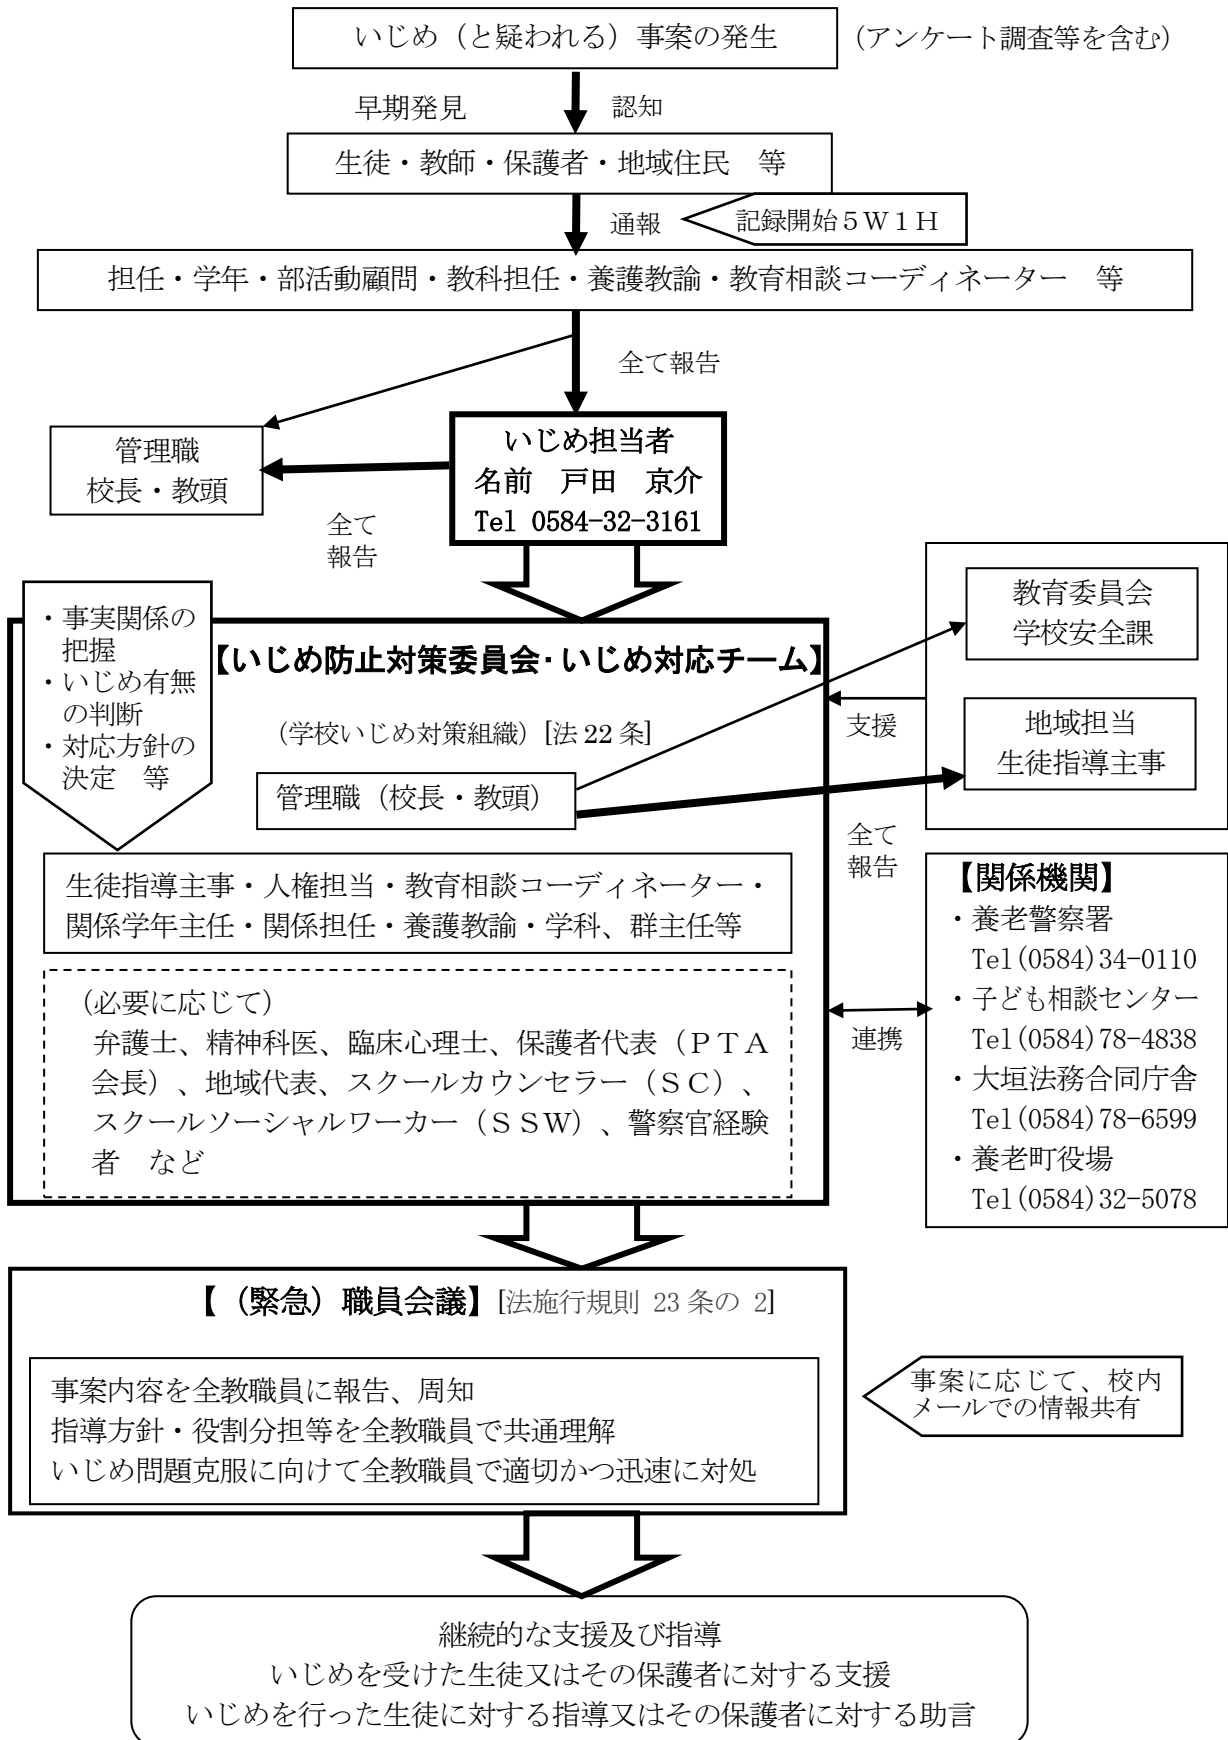 いじめ（と疑われる）事案の発生
（アンケート調査等を含む）
早期発見
認知
生徒・教師・保護者・地域住民　等
通報
記録開始５Ｗ１Ｈ
担任・学年・部活動顧問・教科担任・養護教諭・教育相談コーディネーター　等
全て報告
管理職
校長・教頭
いじめ担当者
名前　戸田　京介
Tel 0584-32-3161
全て
報告
・事実関係の
把握
・いじめ有無
の判断
・対応方針の
決定　等
【いじめ防止対策委員会・いじめ対応チーム】
（学校いじめ対策組織）[法 22 条]
管理職（校長・教頭）
教育委員会
学校安全課
支援
地域担当
生徒指導主事
全て
報告
生徒指導主事・人権担当・教育相談コーディネーター・
関係学年主任・関係担任・養護教諭・学科、群主任等
（必要に応じて）
弁護士、精神科医、臨床心理士、保護者代表（ＰＴＡ
会長）、地域代表、スクールカウンセラー（ＳＣ）、
スクールソーシャルワーカー（ＳＳＷ）、警察官経験
者　など
連携
【関係機関】
・養老警察署
Tel(0584)34-0110
・子ども相談センター
Tel(0584)78-4838
・大垣法務合同庁舎
Tel(0584)78-6599
・養老町役場
Tel(0584)32-5078
【（緊急）職員会議】[法施行規則 23 条の 2]
事案内容を全教職員に報告、周知
指導方針・役割分担等を全教職員で共通理解
いじめ問題克服に向けて全教職員で適切かつ迅速に対処
事案に応じて、校内
メールでの情報共有
継続的な支援及び指導
いじめを受けた生徒又はその保護者に対する支援
いじめを行った生徒に対する指導又はその保護者に対する助言